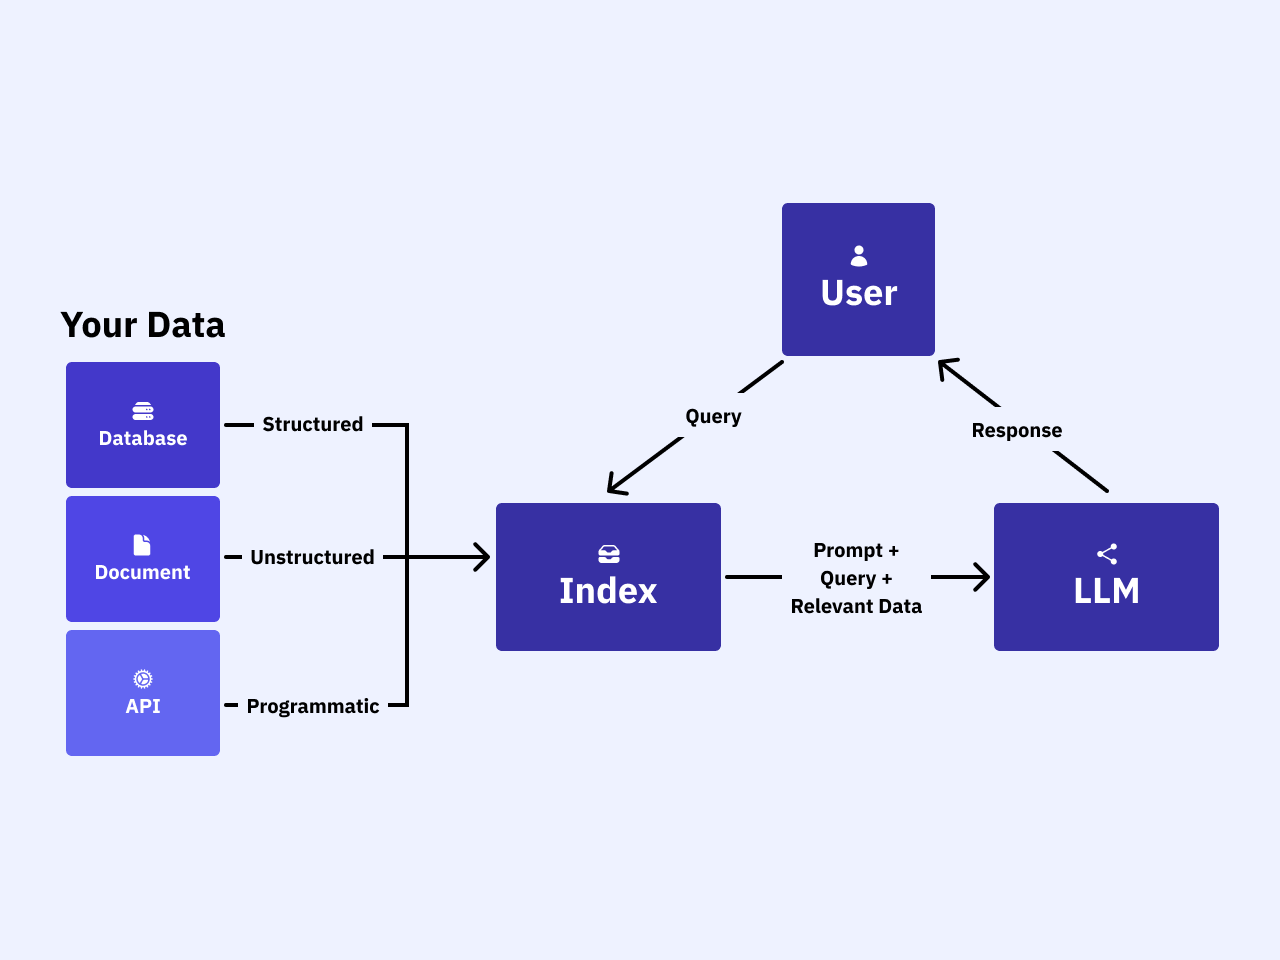 Your Data
Database
Document
API
Structured
Unstructured
Programmatic
Index
Query
User
Response
Prompt +
Query +
Relevant Data
LLM